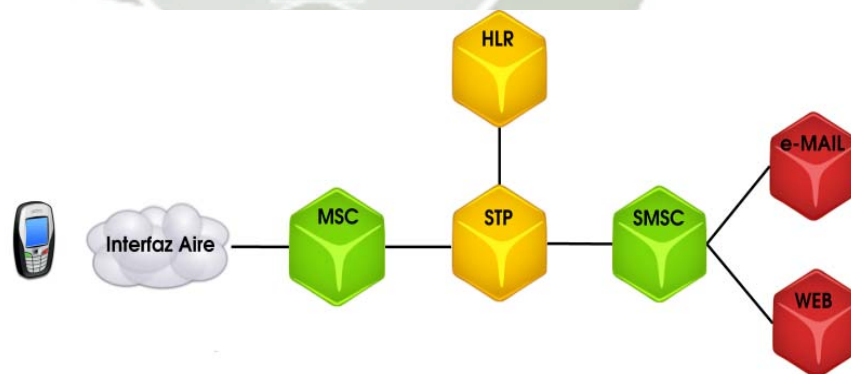 HLR
e-MAIL
Interfaz Aire
MSC
STP
SMSC
WEB